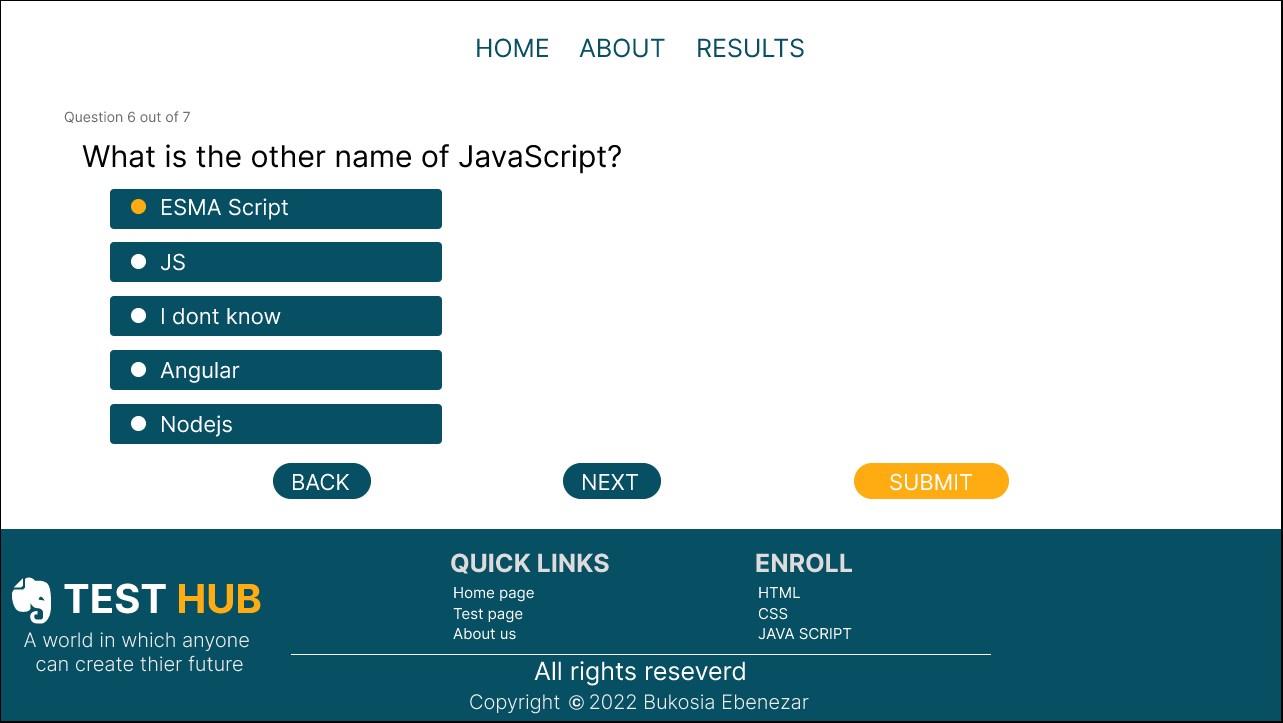 HOME ABOUT RESULTS
Question 6 out of 7
What is the other name of JavaScript?
ESMA Script
JS
I dont know
Angular
Nodejs
BACK NEXT SUBMIT
TEST HUB
A world in which anyone
can create thier future
QUICK LINKS
Home page
Test page
About us
ENROLL
HTML
CSS
JAVA SCRIPT
All rights reseverd
Copyright © 2022 Bukosia Ebenezar